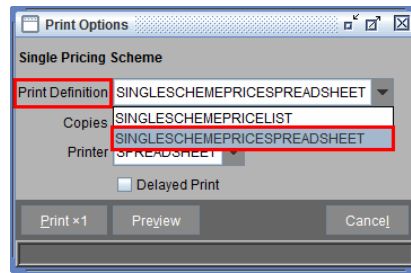 Print Options
Single Pricing Scheme
Print Definition SINGLESCHEMEPRICESPREADSHEET
Copies SINGLESCHEMEPRICELIST
SINGLESCHEMEPRICESPREADSHEET
Printer SPREADSHEET
Delayed Print
Print ×1 Preview Cancel